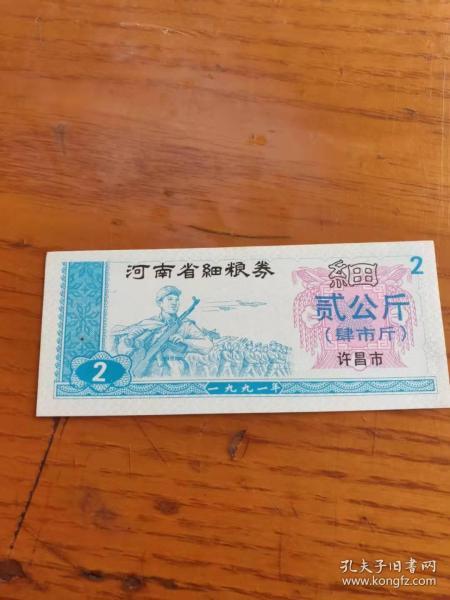 河南省細粮券
細
2
贰公斤
(肆市斤)
许昌市
2
一九九一年
孔夫子旧书网
www.kongfz.com